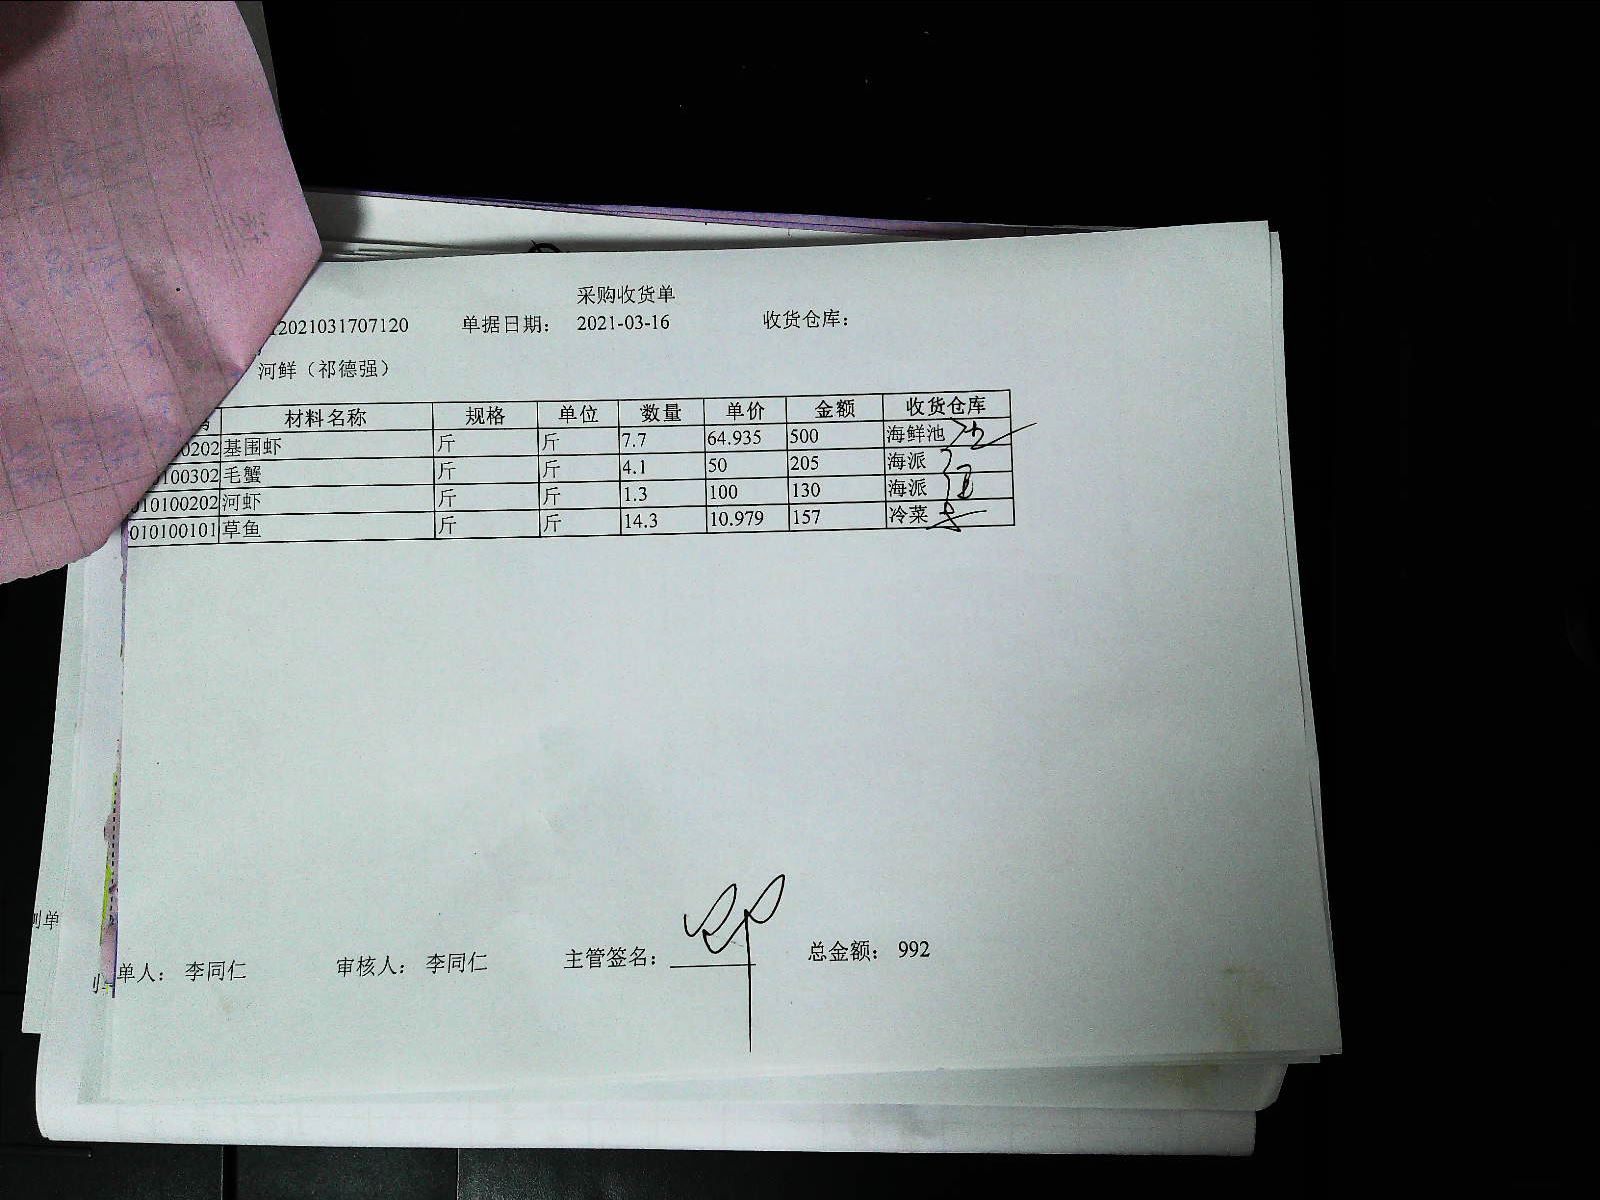 采购收货单
12021031707120 单据日期： 2021-03-16 收货仓库：
河鲜（祁德强）
材料名称 规格 单位 数量 单价 金额 收货仓库
0202 基围虾 斤 斤 7.7 64.935 500 海鲜池
100302 毛蟹 斤 斤 4.1 50 205 海派
010100202 河虾 斤 斤 1.3 100 130 海派
010100101 草鱼 斤 斤 14.3 10.979 157 冷菜
单人： 李同仁 审核人： 李同仁 主管签名： 总金额： 992